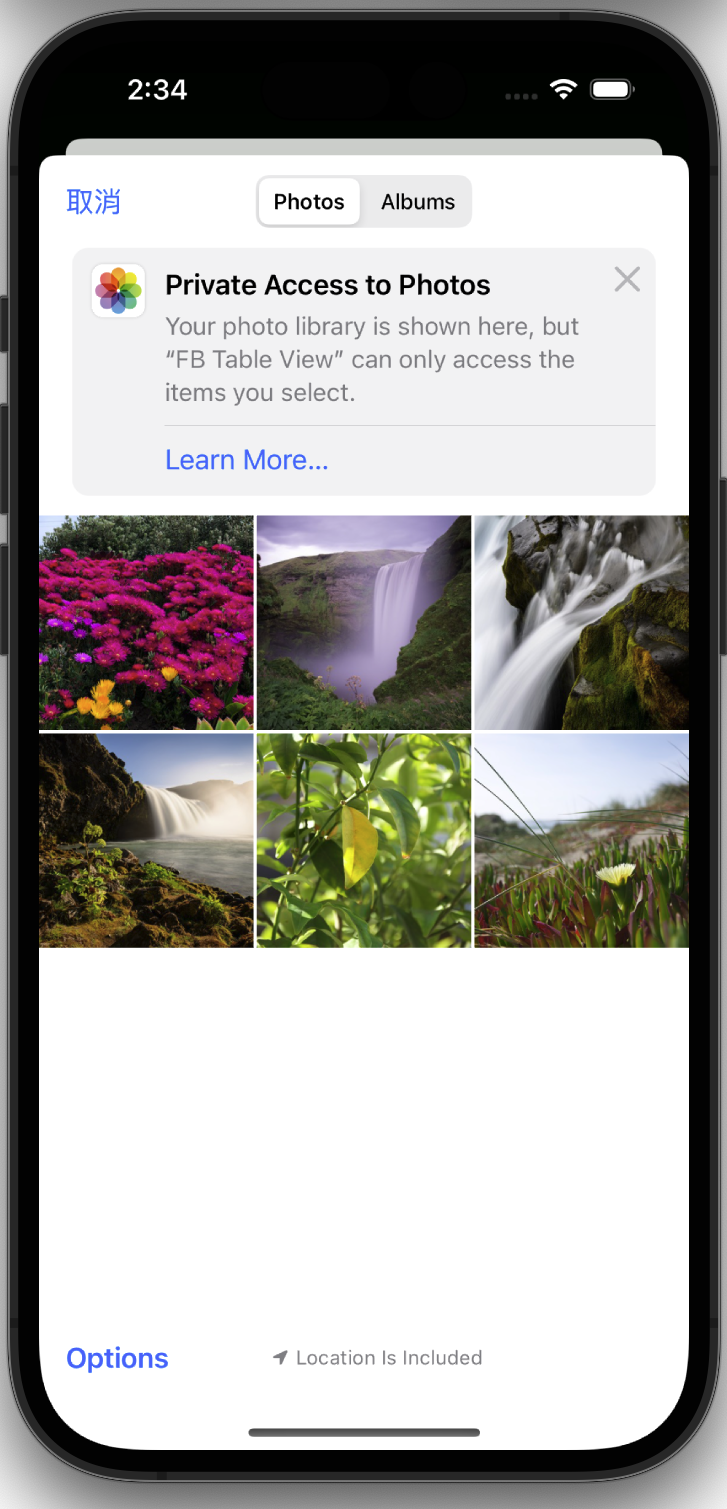 2:34
取消
Photos
Albums
Private Access to Photos
Your photo library is shown here, but
“FB Table View” can only access the
items you select.
Learn More...
Options
Location Is Included